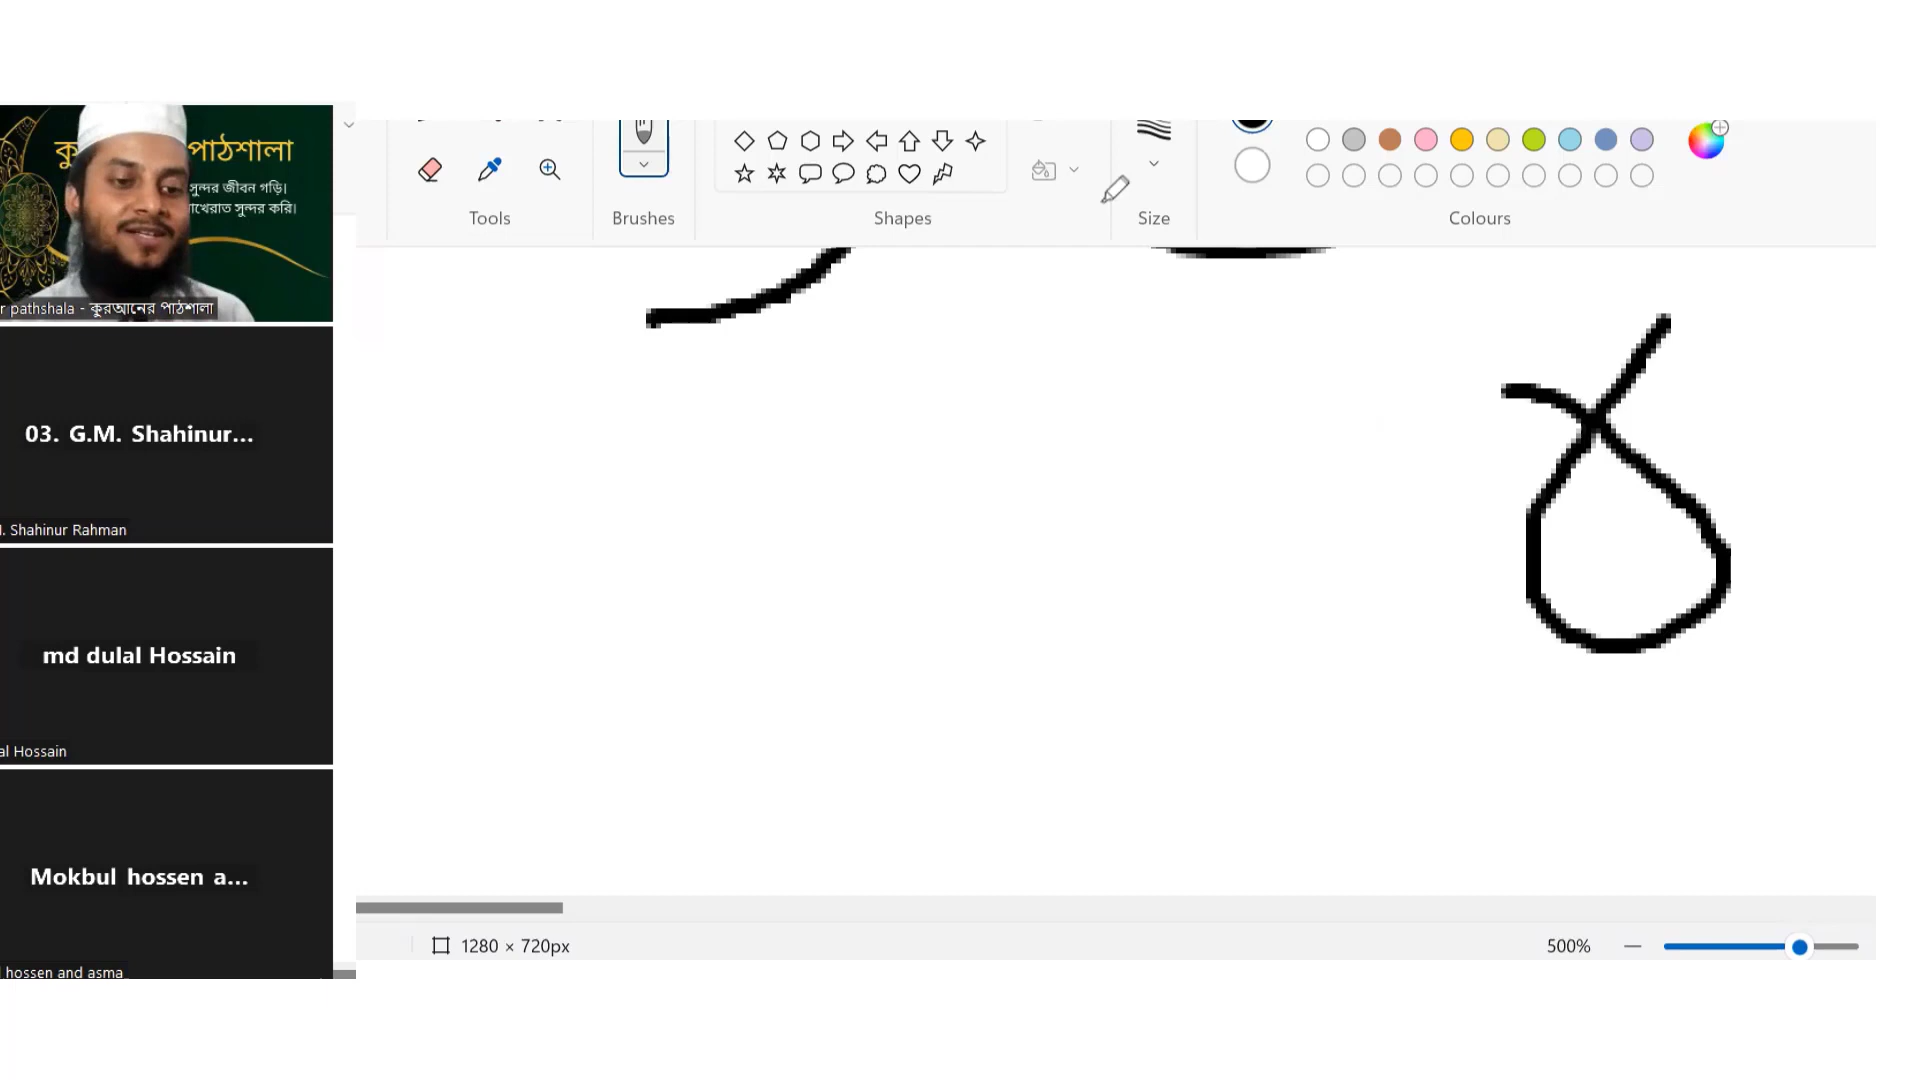 কু পাঠশালা
সুন্দর জীবন গড়ি।
াখেরাত সুন্দর করি।
r pathshala - কুরআনের পাঠশালা
03. G.M. Shahinur...
. Shahinur Rahman
md dulal Hossain
al Hossain
Mokbul hossen a...
hossen and asma
Tools
Brushes
Shapes
Size
Colours
1280 × 720px
500%